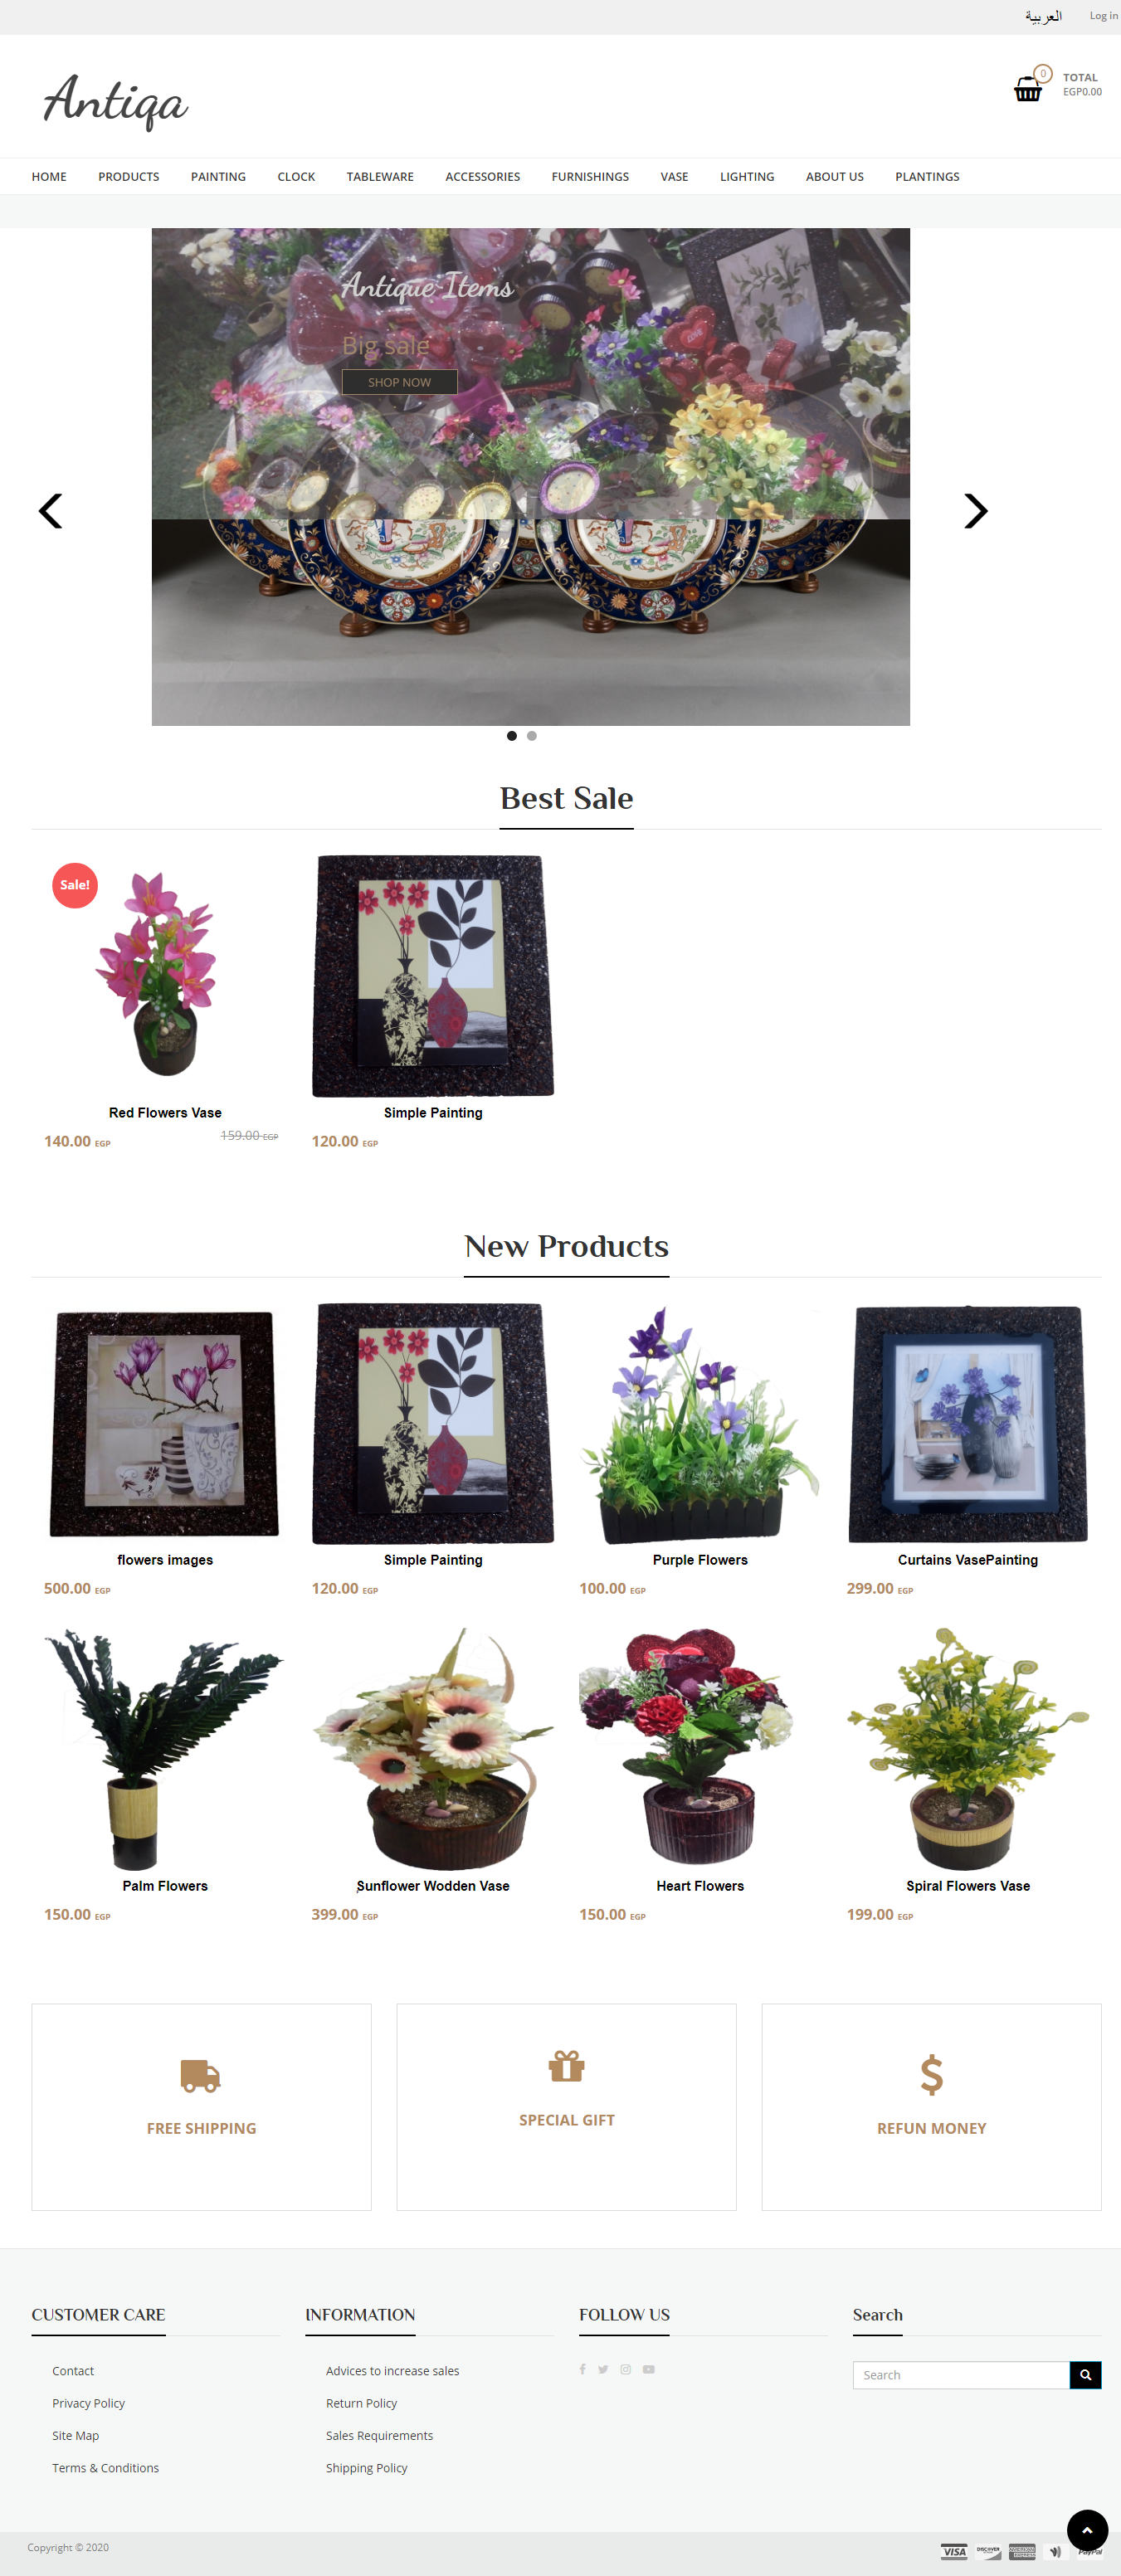 العربية
Log in
Antiqa
0
TOTAL
EGP0.00
HOME PRODUCTS PAINTING CLOCK TABLEWARE ACCESSORIES FURNISHINGS VASE LIGHTING ABOUT US PLANTINGS
Antique Items
Big sale
SHOP NOW
Best Sale
Sale!
Red Flowers Vase
140.00 EGP
159.00 EGP
Simple Painting
120.00 EGP
New Products
flowers images
500.00 EGP
Simple Painting
120.00 EGP
Purple Flowers
100.00 EGP
Curtains VasePainting
299.00 EGP
Palm Flowers
150.00 EGP
Sunflower Wodden Vase
399.00 EGP
Heart Flowers
150.00 EGP
Spiral Flowers Vase
199.00 EGP
FREE SHIPPING
SPECIAL GIFT
REFUN MONEY
CUSTOMER CARE
Contact
Privacy Policy
Site Map
Terms & Conditions
INFORMATION
Advices to increase sales
Return Policy
Sales Requirements
Shipping Policy
FOLLOW US
Search
Search
Copyright © 2020
VISA
DISCOVER
AMERICAN EXPRESS
PayPal